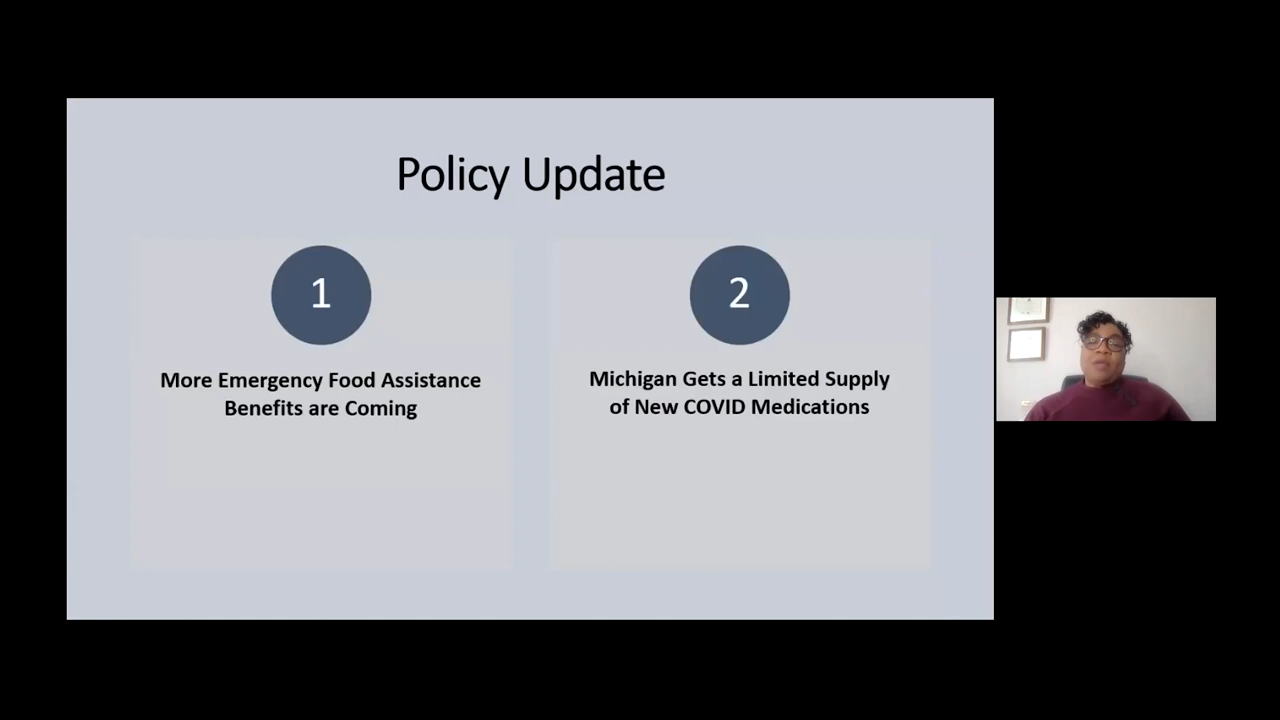 Policy Update
1
More Emergency Food Assistance
Benefits are Coming
2
Michigan Gets a Limited Supply
of New COVID Medications